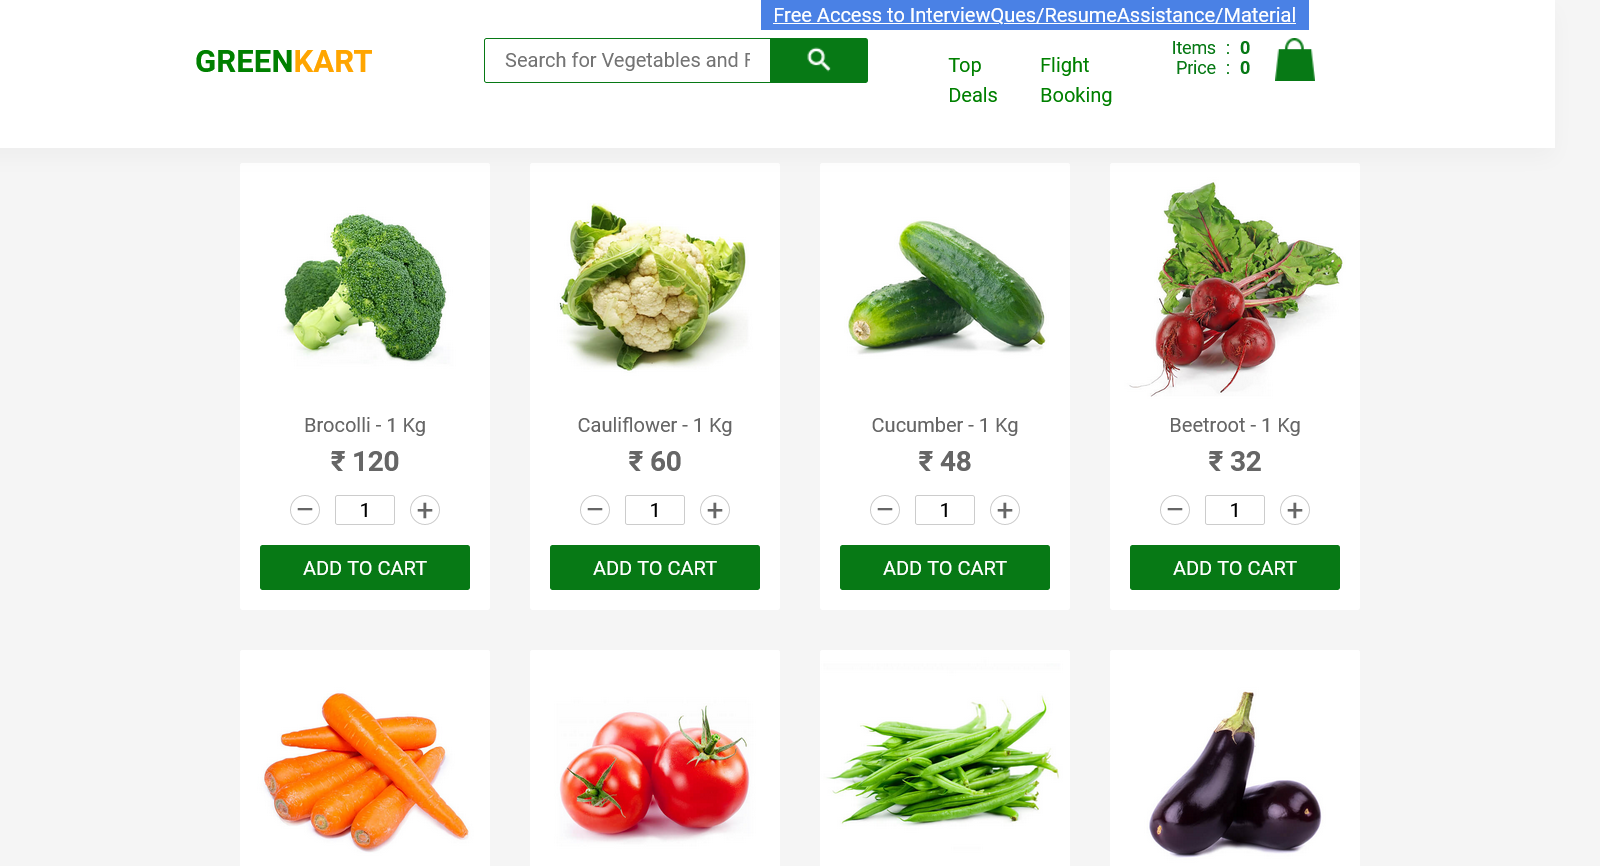 Free Access to InterviewQues/ResumeAssistance/Material
GREENKART
Search for Vegetables and F
Top
Deals
Flight
Booking
Items : 0
Price : 0
Brocolli - 1 Kg
₹ 120
– 1 +
ADD TO CART
Cauliflower - 1 Kg
₹ 60
– 1 +
ADD TO CART
Cucumber - 1 Kg
₹ 48
– 1 +
ADD TO CART
Beetroot - 1 Kg
₹ 32
– 1 +
ADD TO CART